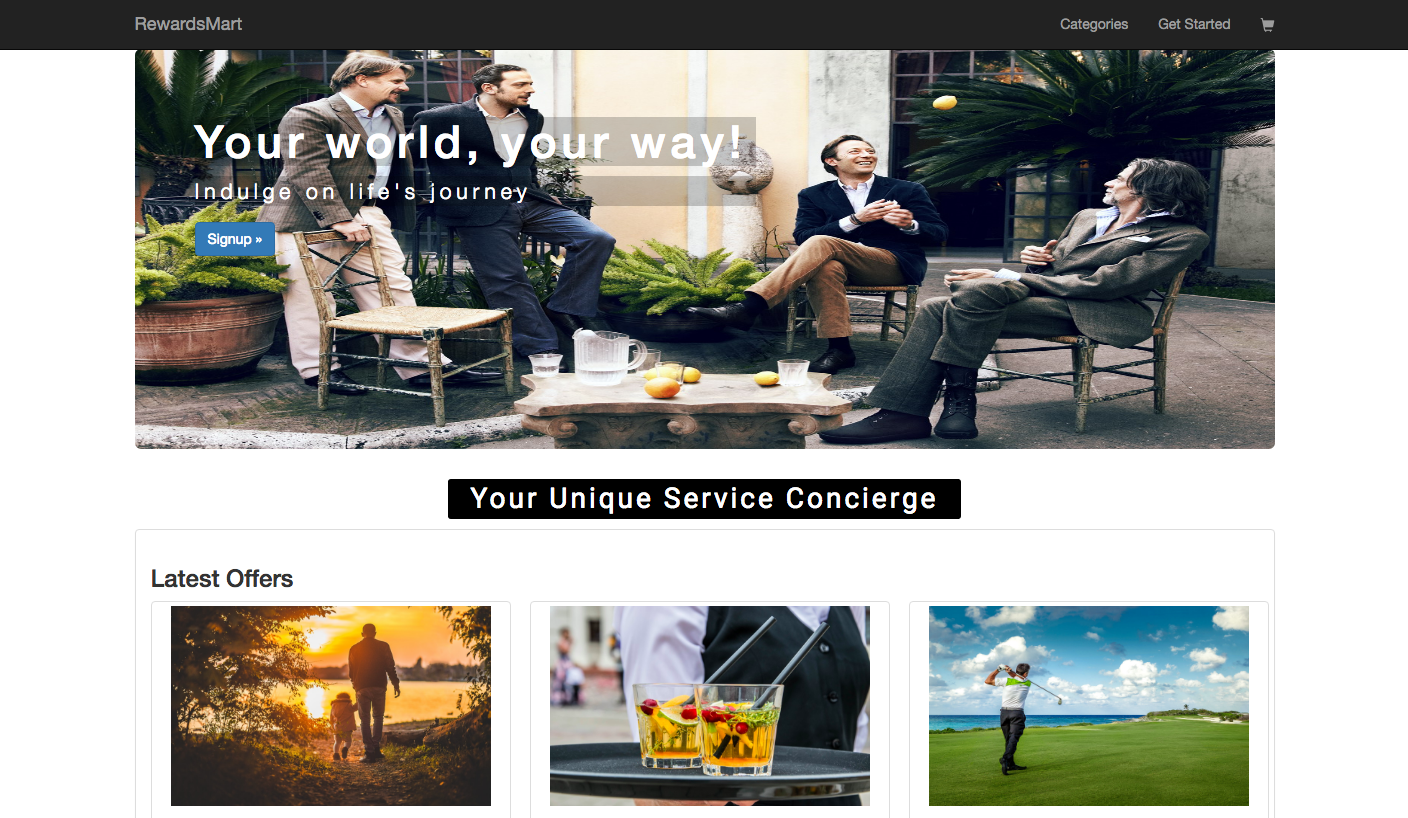 RewardsMart
Categories
Get Started
Your world, your way!
Indulge on life's journey
Signup »
Your Unique Service Concierge
Latest Offers